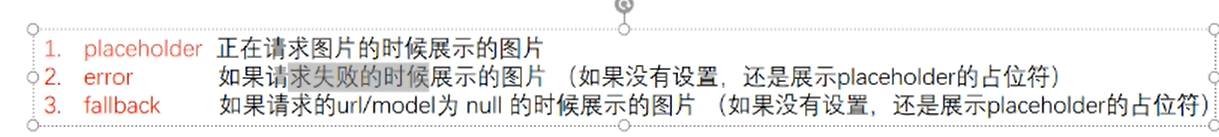 1. placeholder 正在请求图片的时候展示的图片
2. error 如果请求失败的时候展示的图片 （如果没有设置，还是展示placeholder的占位符）
3. fallback 如果请求的url/model为 null 的时候展示的图片 （如果没有设置，还是展示placeholder的占位符）